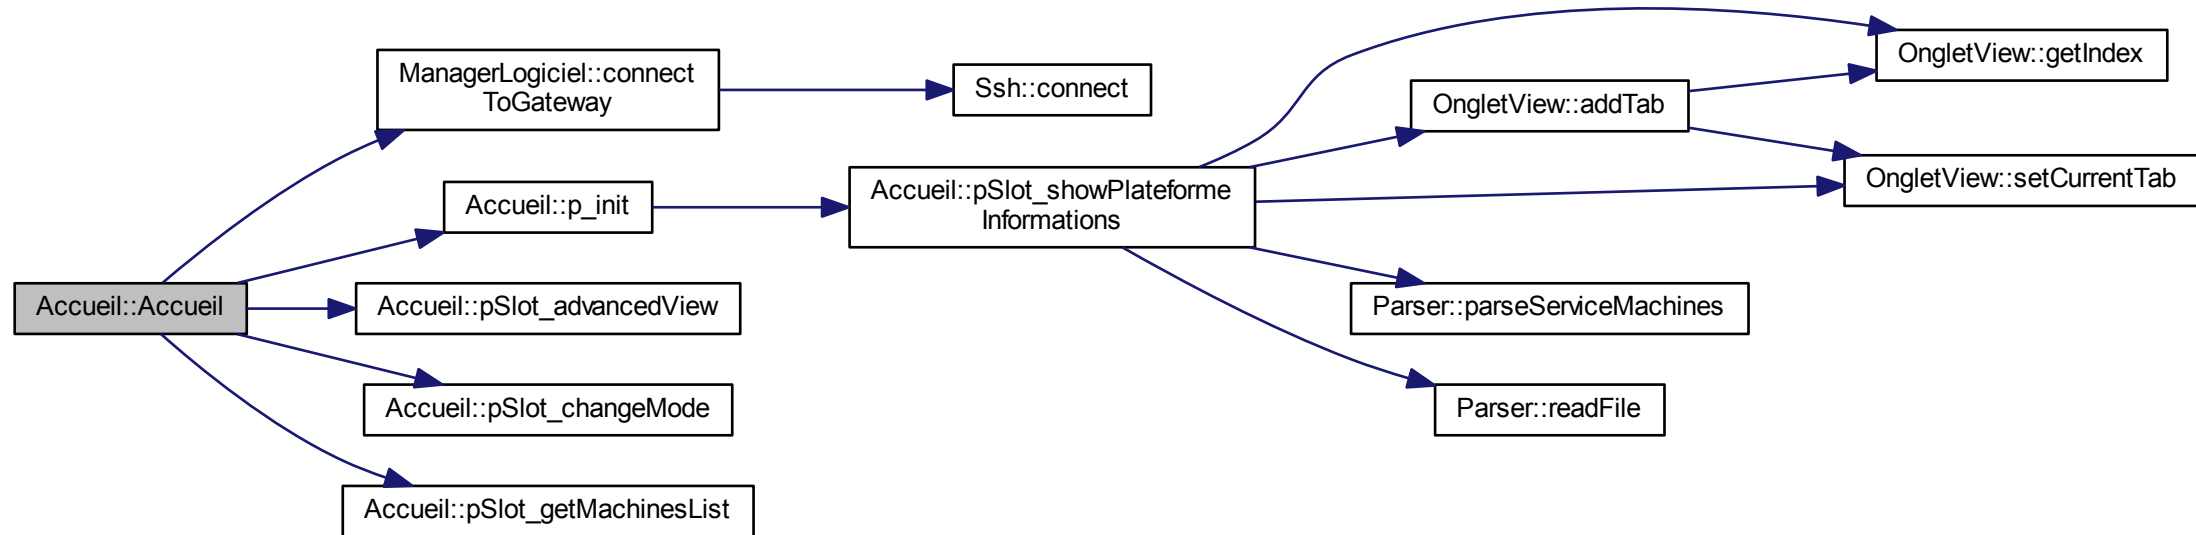 Accueil::Accueil
ManagerLogiciel::connect
ToGateway
Ssh::connect
Accueil::p_init
Accueil::pSlot_showPlateforme
Informations
OngletView::addTab
OngletView::getIndex
OngletView::setCurrentTab
Parser::parseServiceMachines
Parser::readFile
Accueil::pSlot_advancedView
Accueil::pSlot_changeMode
Accueil::pSlot_getMachinesList